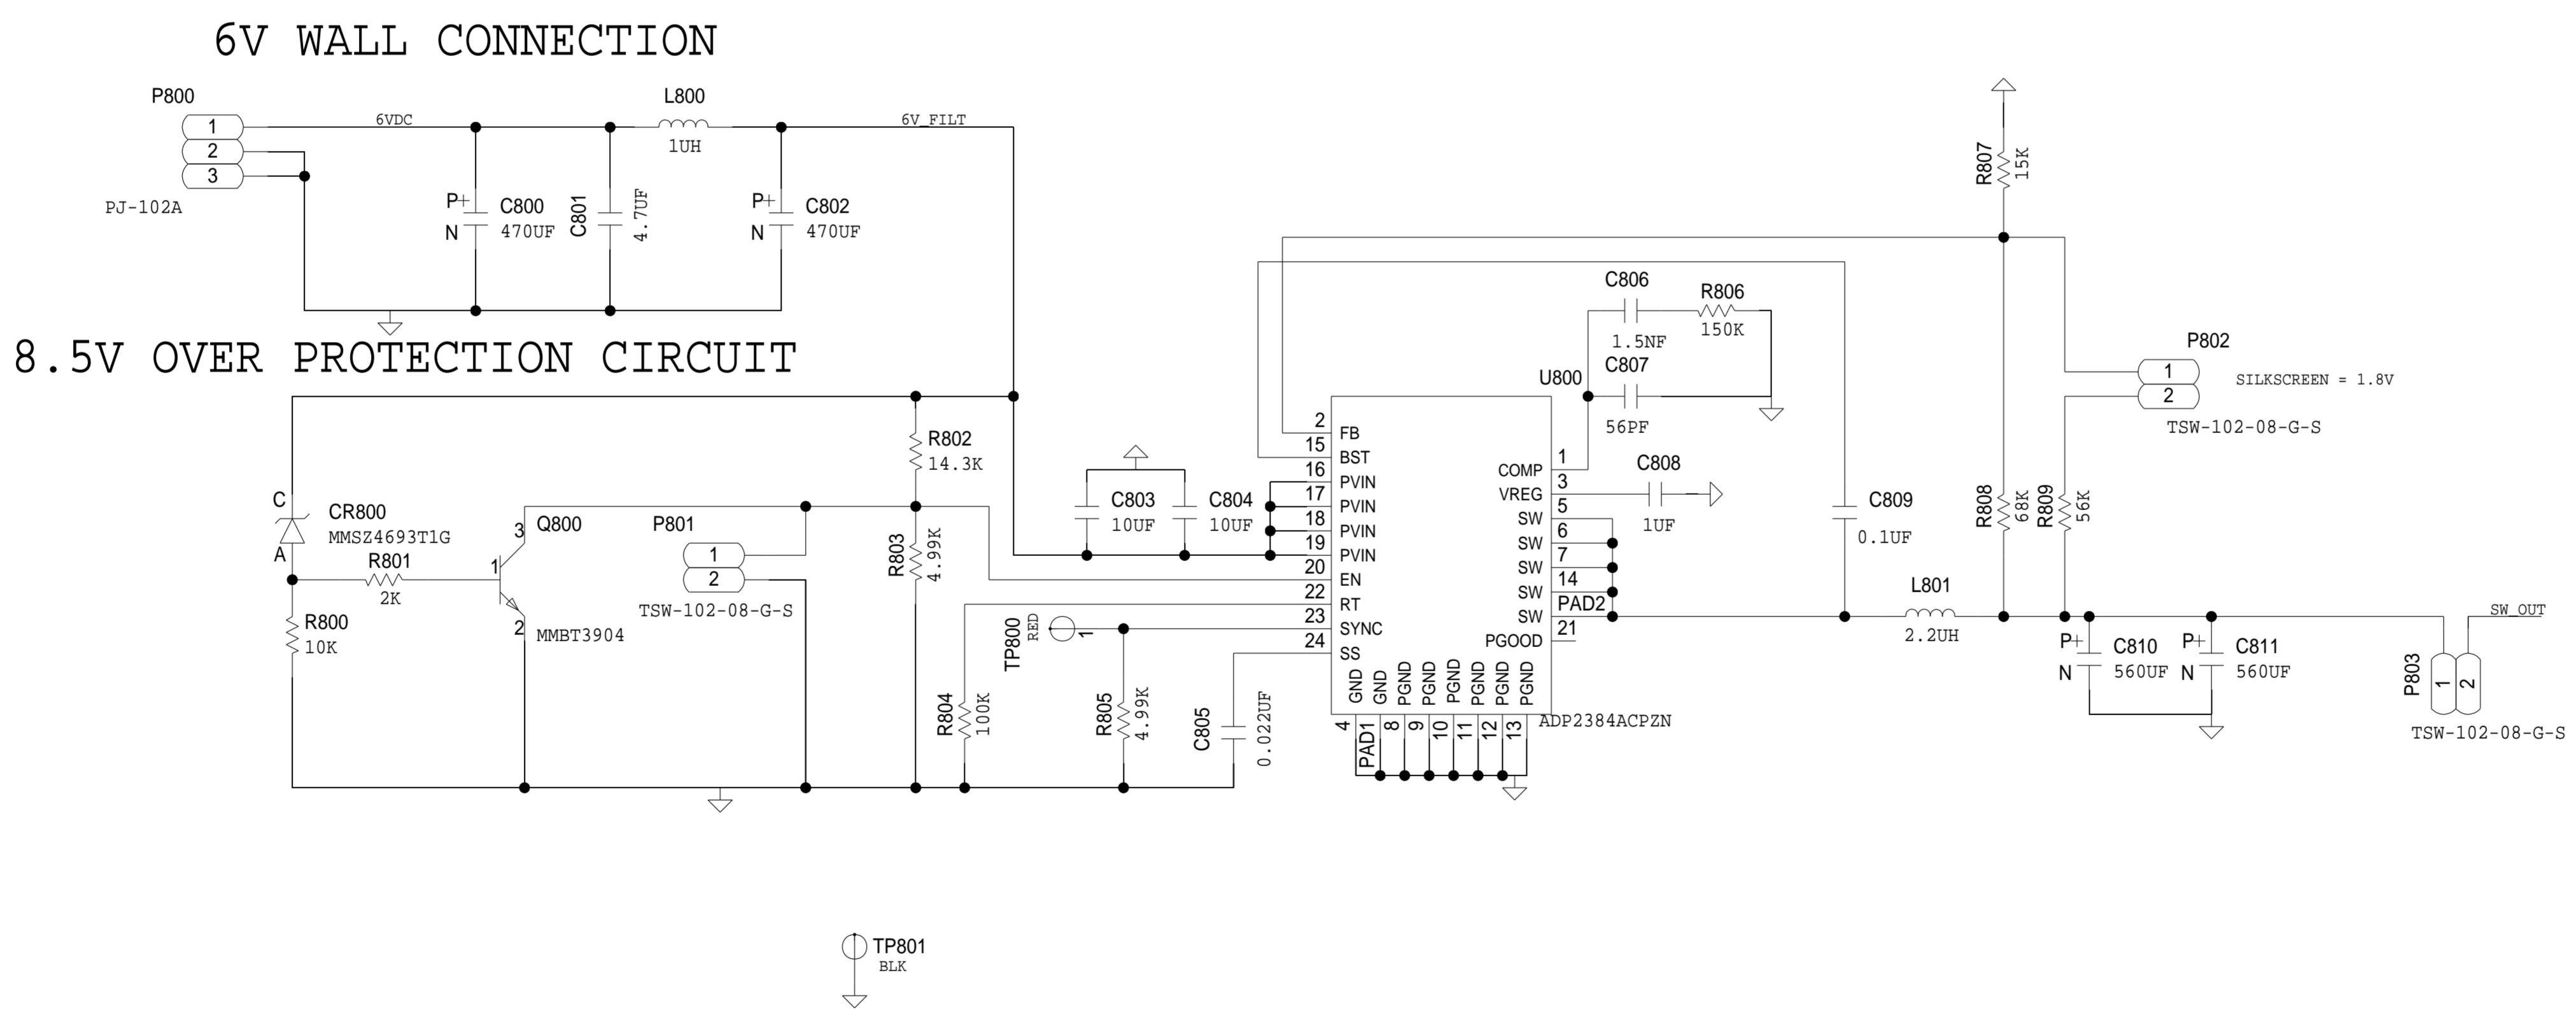 6V WALL CONNECTION
P800
1
2
3
PJ-102A
6VDC
L800
1UH
6V_FILT
P+
N
C800
470UF
C801
4.7UF
P+
N
C802
470UF
8.5V OVER PROTECTION CIRCUIT
C
A
CR800
MMSZ4693T1G
R801
2K
R800
10K
3
1
2
Q800
MMBT3904
P801
1
2
TSW-102-08-G-S
R802
14.3K
R803
4.99K
R804
100K
TP800
RED
1
R805
4.99K
C805
0.022UF
C803
10UF
C804
10UF
U800
ADP2384ACPZN
2 FB
15 BST
16 PVIN
17 PVIN
18 PVIN
19 PVIN
20 EN
22 RT
23 SYNC
24 SS
COMP 1
VREG 3
SW 5
SW 6
SW 7
SW 14
SW PAD2
PGOOD 21
GND 4
GND PAD1
PGND 8
PGND 9
PGND 10
PGND 11
PGND 12
PGND 13
C806
1.5NF
R806
150K
C807
56PF
C808
1UF
C809
0.1UF
R807
15K
R808
68K
R809
56K
P802
1
2
SILKSCREEN = 1.8V
TSW-102-08-G-S
L801
2.2UH
P+
N
C810
560UF
P+
N
C811
560UF
SW_OUT
P803
1
2
TSW-102-08-G-S
TP801
BLK